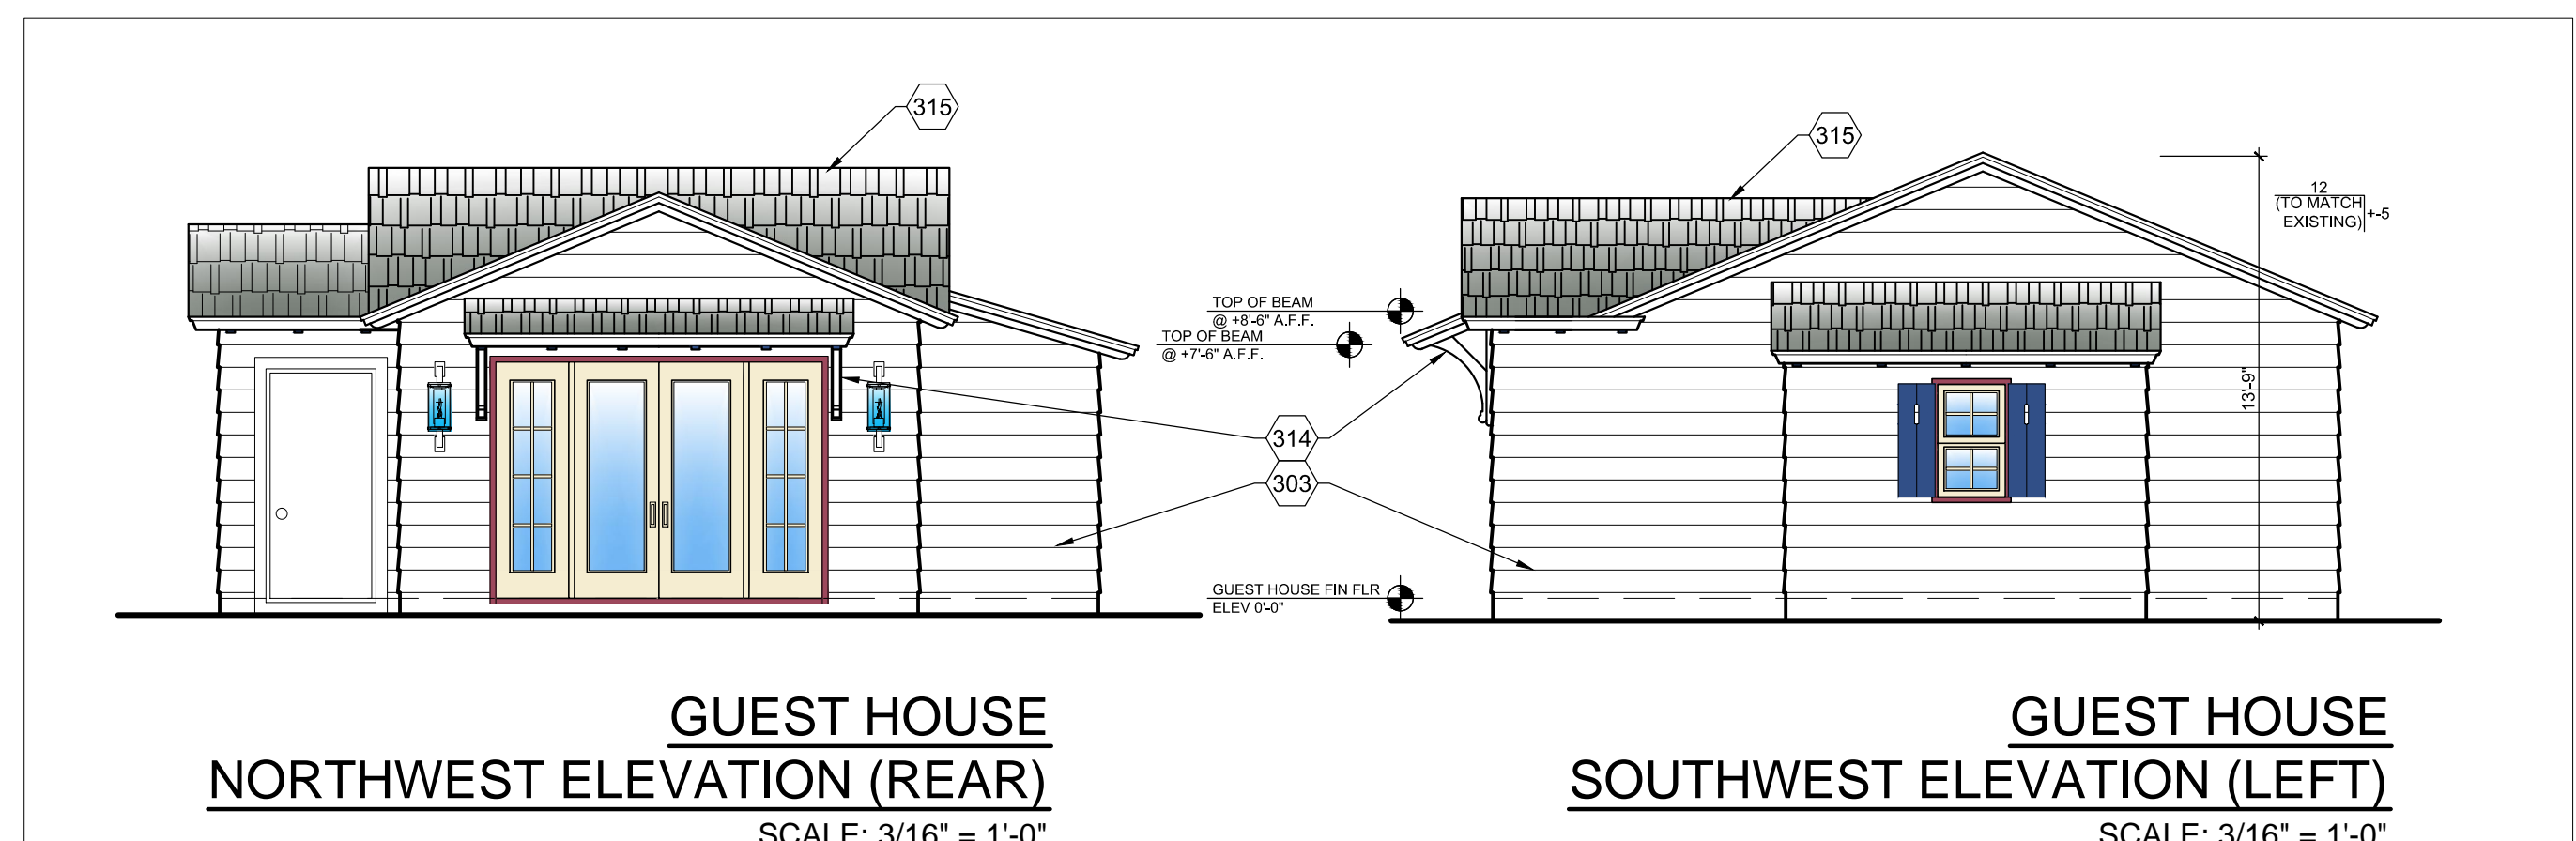 315
315
12
(TO MATCH
EXISTING)
+-5
TOP OF BEAM
@ +8'-6" A.F.F.
TOP OF BEAM
@ +7'-6" A.F.F.
13'-9"
314
303
GUEST HOUSE FIN FLR
ELEV 0'-0"
GUEST HOUSE
NORTHWEST ELEVATION (REAR)
SCALE: 3/16" = 1'-0"
GUEST HOUSE
SOUTHWEST ELEVATION (LEFT)
SCALE: 3/16" = 1'-0"